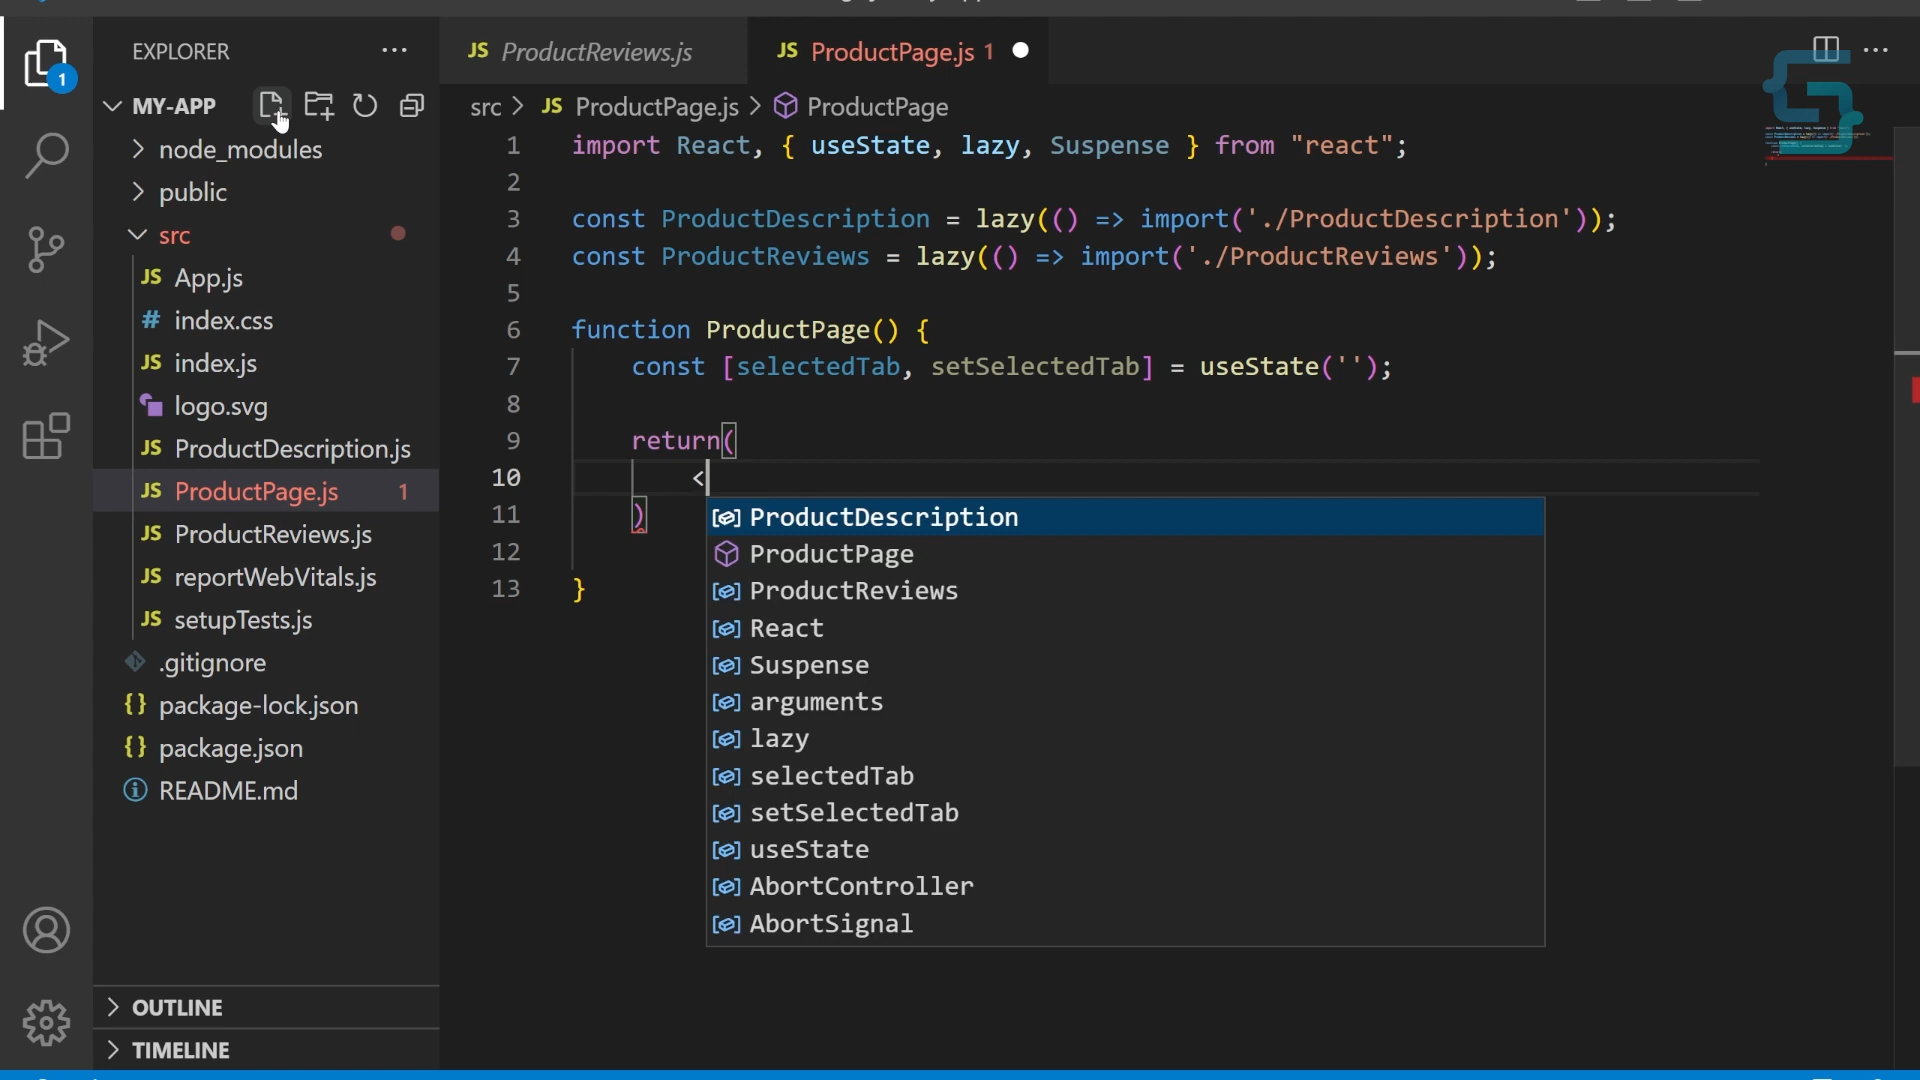 EXPLORER
MY-APP
node_modules
public
src
JS App.js
# index.css
JS index.js
logo.svg
JS ProductDescription.js
JS ProductPage.js 1
JS ProductReviews.js
JS reportWebVitals.js
JS setupTests.js
.gitignore
{} package-lock.json
{} package.json
README.md
OUTLINE
TIMELINE
1
JS ProductReviews.js
JS ProductPage.js 1
src > JS ProductPage.js > ProductPage
1 import React, { useState, lazy, Suspense } from "react";
2
3 const ProductDescription = lazy(() => import('./ProductDescription'));
4 const ProductReviews = lazy(() => import('./ProductReviews'));
5
6 function ProductPage() {
7 const [selectedTab, setSelectedTab] = useState('');
8
9 return(
10 <
11 )
12
13 }
ProductDescription
ProductPage
ProductReviews
React
Suspense
arguments
lazy
selectedTab
setSelectedTab
useState
AbortController
AbortSignal